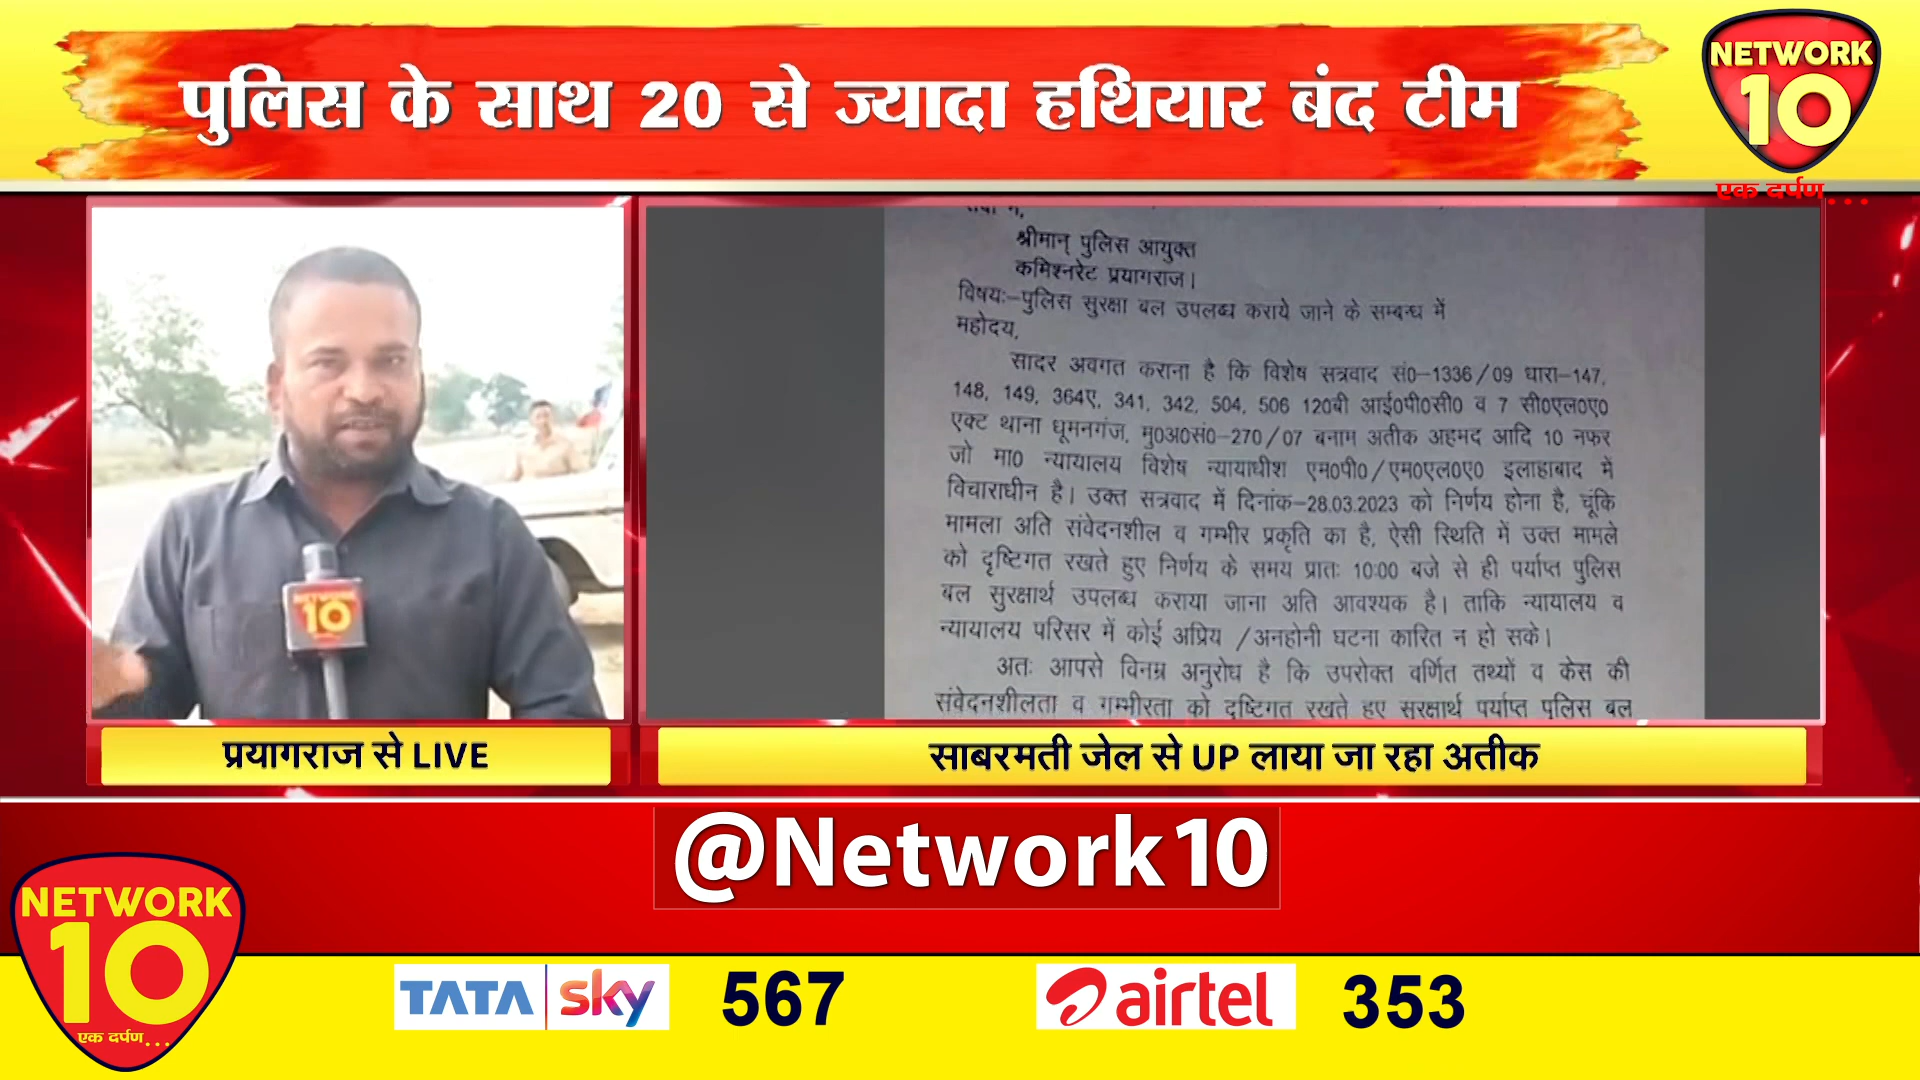 पुलिस के साथ 20 से ज्यादा हथियार बंद टीम
NETWORK
10
एक दर्पण...
श्रीमान् पुलिस आयुक्त
कमिश्नरेट प्रयागराज।
विषयः-पुलिस सुरक्षा बल उपलब्ध कराये जाने के सम्बन्ध में
महोदय,
सादर अवगत कराना है कि विशेष सत्रवाद सं0-1336/09 धारा-147,
148, 149, 364ए, 341, 342, 504, 506 120बी आई0पी0सी0 व 7 सी0एल0ए0
एक्ट थाना धूमनगंज, मु0अ0सं0-270/07 बनाम अतीक अहमद आदि 10 नफर
जो मा0 न्यायालय विशेष न्यायाधीश एम0पी0/एम0एल0ए0 इलाहाबाद में
विचाराधीन है। उक्त सत्रवाद में दिनांक-28.03.2023 को निर्णय होना है, चूंकि
मामला अति संवेदनशील व गम्भीर प्रकृति का है, ऐसी स्थिति में उक्त मामले
को दृष्टिगत रखते हुए निर्णय के समय प्रातः 10:00 बजे से ही पर्याप्त पुलिस
बल सुरक्षार्थ उपलब्ध कराया जाना अति आवश्यक है। ताकि न्यायालय व
न्यायालय परिसर में कोई अप्रिय /अनहोनी घटना कारित न हो सके।
अतः आपसे विनम्र अनुरोध है कि उपरोक्त वर्णित तथ्यों व केस की
संवेदनशीलता व गम्भीरता को दृष्टिगत रखते हुए सुरक्षार्थ पर्याप्त पुलिस बल
NETWORK
10
प्रयागराज से LIVE
साबरमती जेल से UP लाया जा रहा अतीक
@Network10
NETWORK
10
एक दर्पण...
TATA sky 567
airtel 353